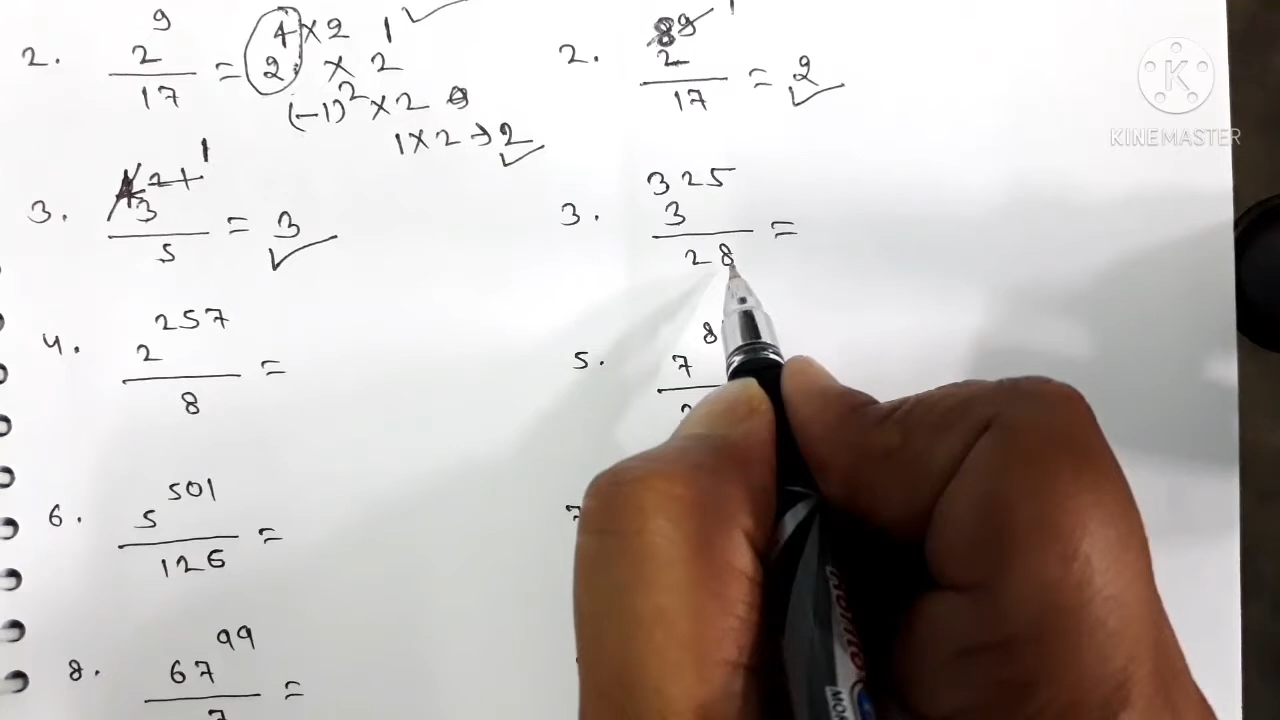 2. 2^9/17 = 2^4×2 × 2^1
(-1)^2 × 2
1 × 2 → 2
2. 2^89/17 = 2
KINEMASTER
3. 3^21/5 = 3
3. 3^325/28 =
4. 2^257/8 =
5. 7^8
6. 5^501/126 =
7
8. 67^99/7 =